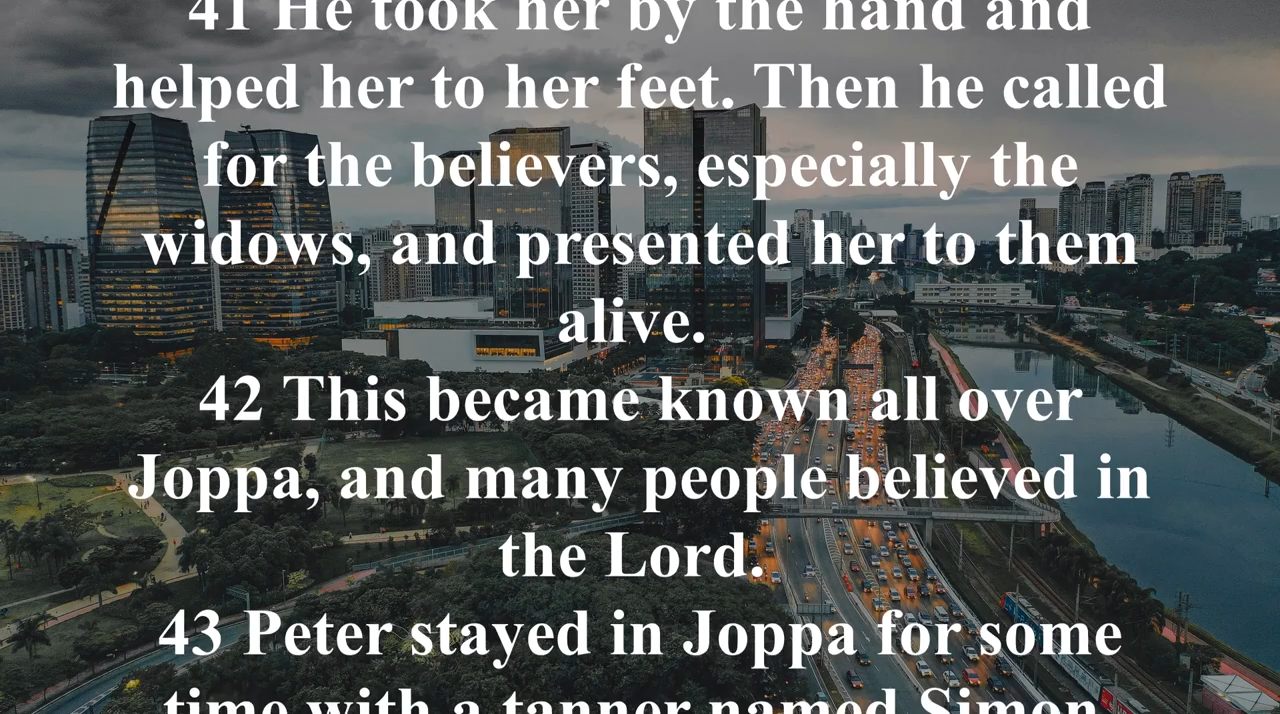 41 He took her by the hand and
helped her to her feet. Then he called
for the believers, especially the
widows, and presented her to them
alive.
42 This became known all over
Joppa, and many people believed in
the Lord.
43 Peter stayed in Joppa for some
time with a tanner named Simon.